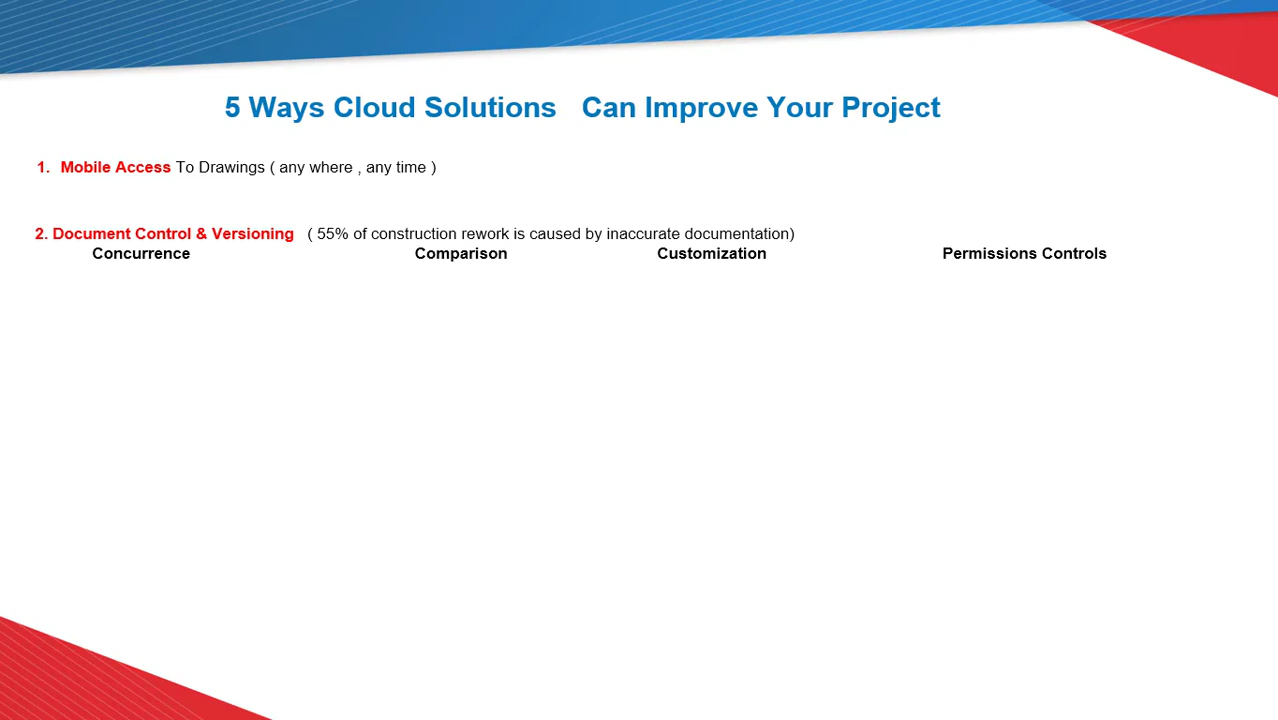 5 Ways Cloud Solutions   Can Improve Your Project
1. Mobile Access To Drawings ( any where , any time )
2. Document Control & Versioning ( 55% of construction rework is caused by inaccurate documentation)
Concurrence Comparison Customization Permissions Controls